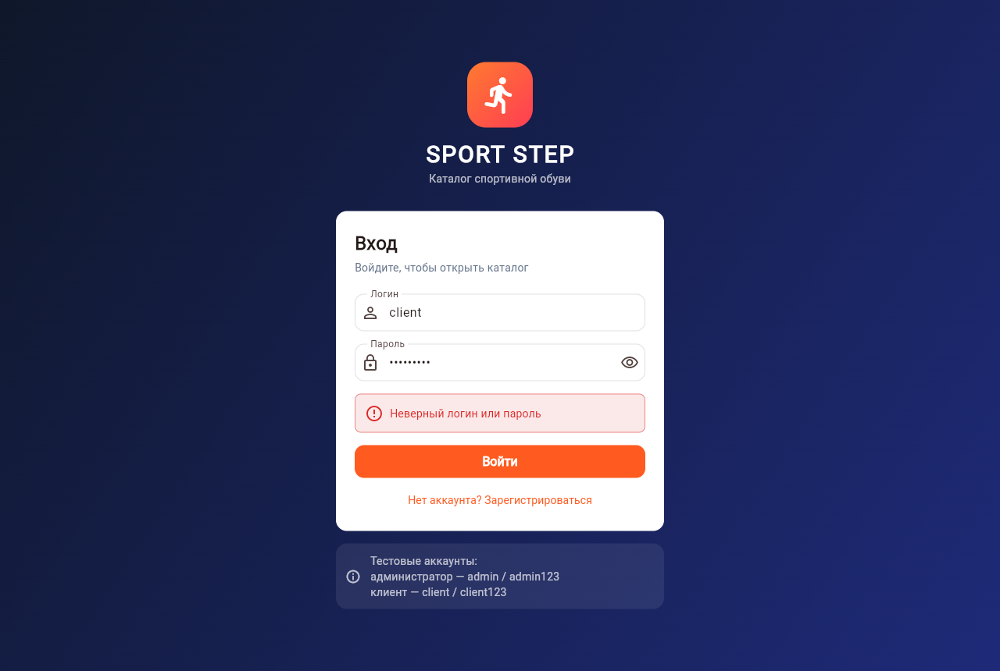 SPORT STEP
Каталог спортивной обуви
Вход
Войдите, чтобы открыть каталог
Логин
client
Пароль
•••••••••
Неверный логин или пароль
Войти
Нет аккаунта? Зарегистрироваться
Тестовые аккаунты:
администратор — admin / admin123
клиент — client / client123